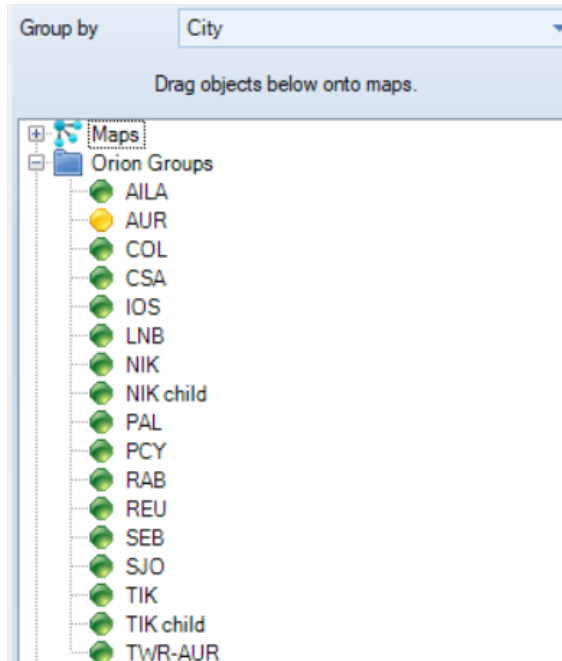 Group by City
Drag objects below onto maps.
Maps
Orion Groups
AILA
AUR
COL
CSA
IOS
LNB
NIK
NIK child
PAL
PCY
RAB
REU
SEB
SJO
TIK
TIK child
TWR-AUR